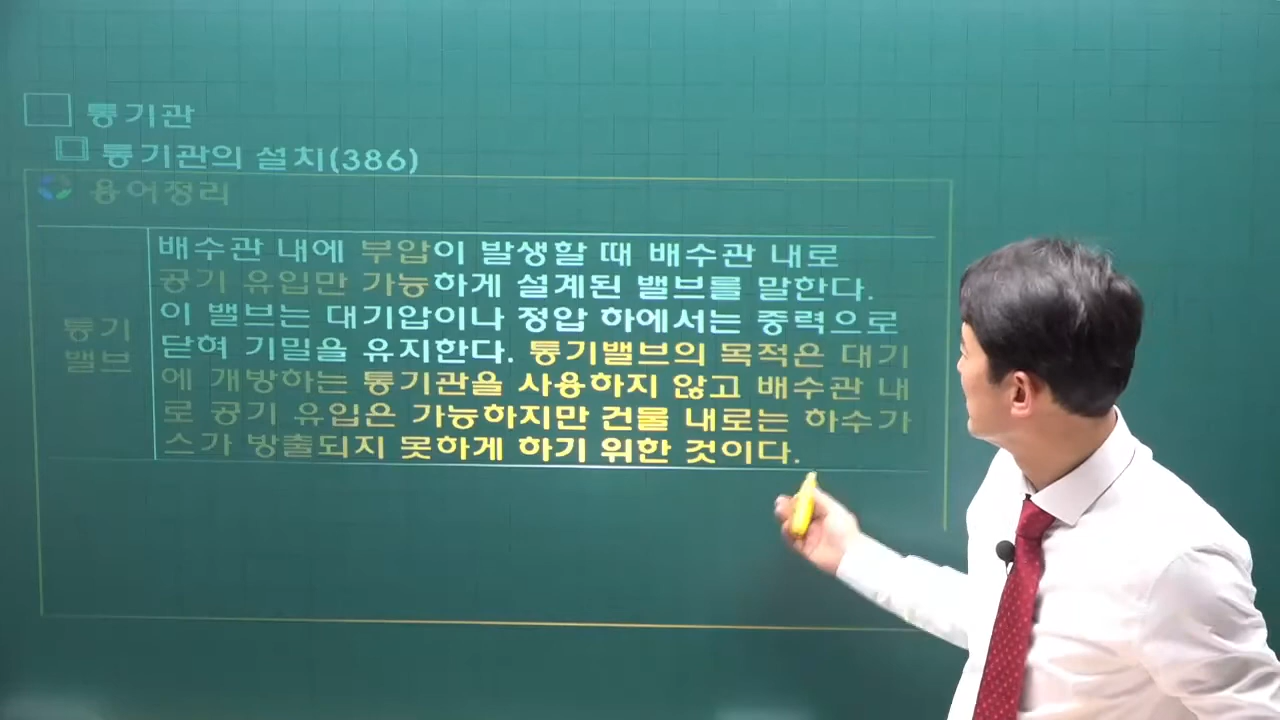 통기관
통기관의 설치(386)
용어정리
통기
밸브
배수관 내에 부압이 발생할 때 배수관 내로
공기 유입만 가능하게 설계된 밸브를 말한다.
이 밸브는 대기압이나 정압 하에서는 중력으로
닫혀 기밀을 유지한다. 통기밸브의 목적은 대기
에 개방하는 통기관을 사용하지 않고 배수관 내
로 공기 유입은 가능하지만 건물 내로는 하수가
스가 방출되지 못하게 하기 위한 것이다.